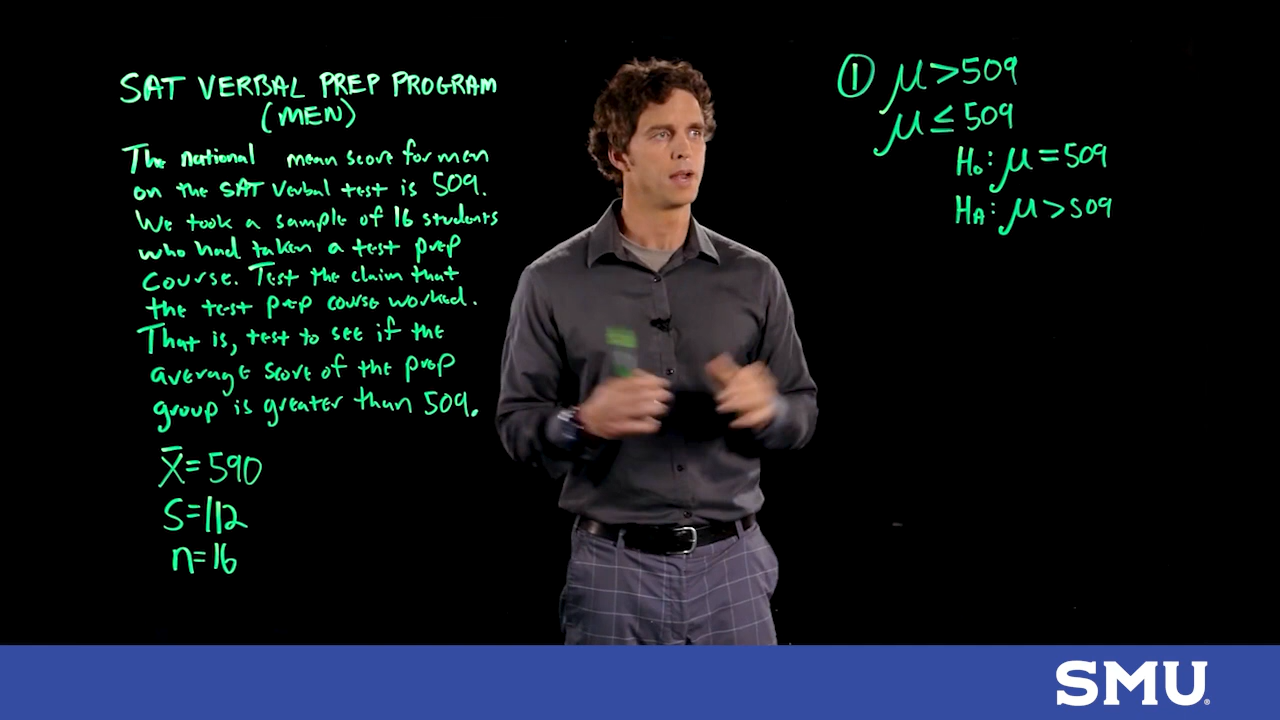 SAT VERBAL PREP PROGRAM
(MEN)
The national mean score for men
on the SAT Verbal test is 509.
We took a sample of 16 students
who had taken a test prep
course. Test the claim that
the test prep course worked.
That is, test to see if the
average score of the prep
group is greater than 509.
x̄=590
S=112
n=16
① μ>509
μ≤509
H₀: μ=509
Hᴀ: μ>509
SMU